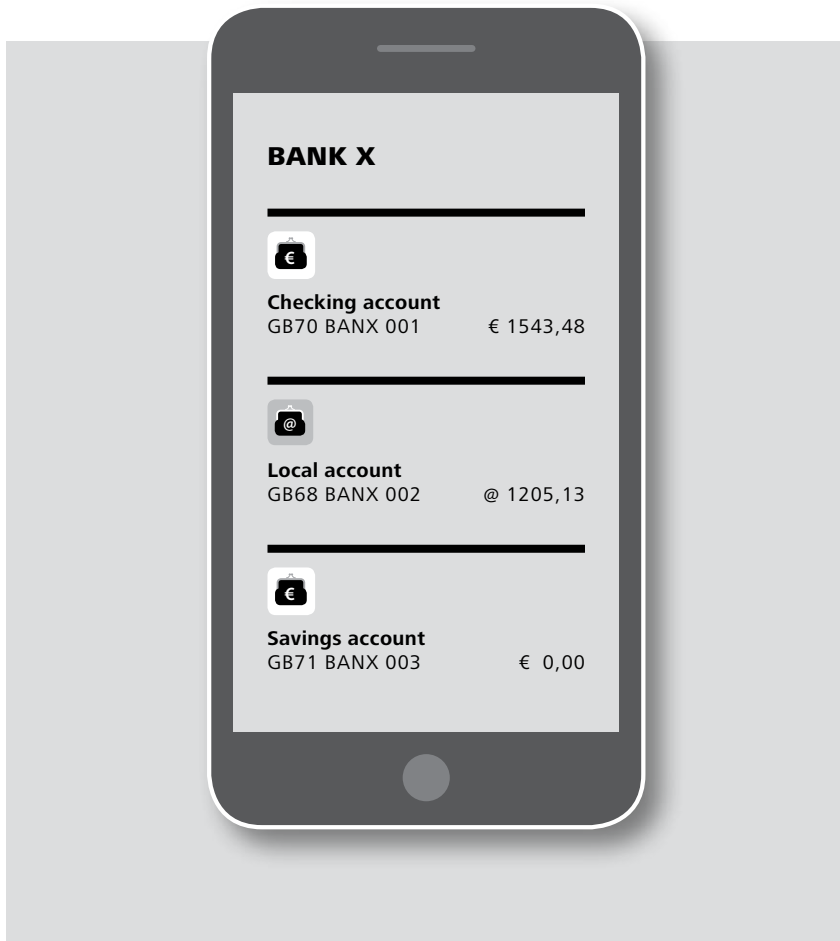 BANK X
€
Checking account
GB70 BANX 001 € 1543,48
@
Local account
GB68 BANX 002 @ 1205,13
€
Savings account
GB71 BANX 003 € 0,00